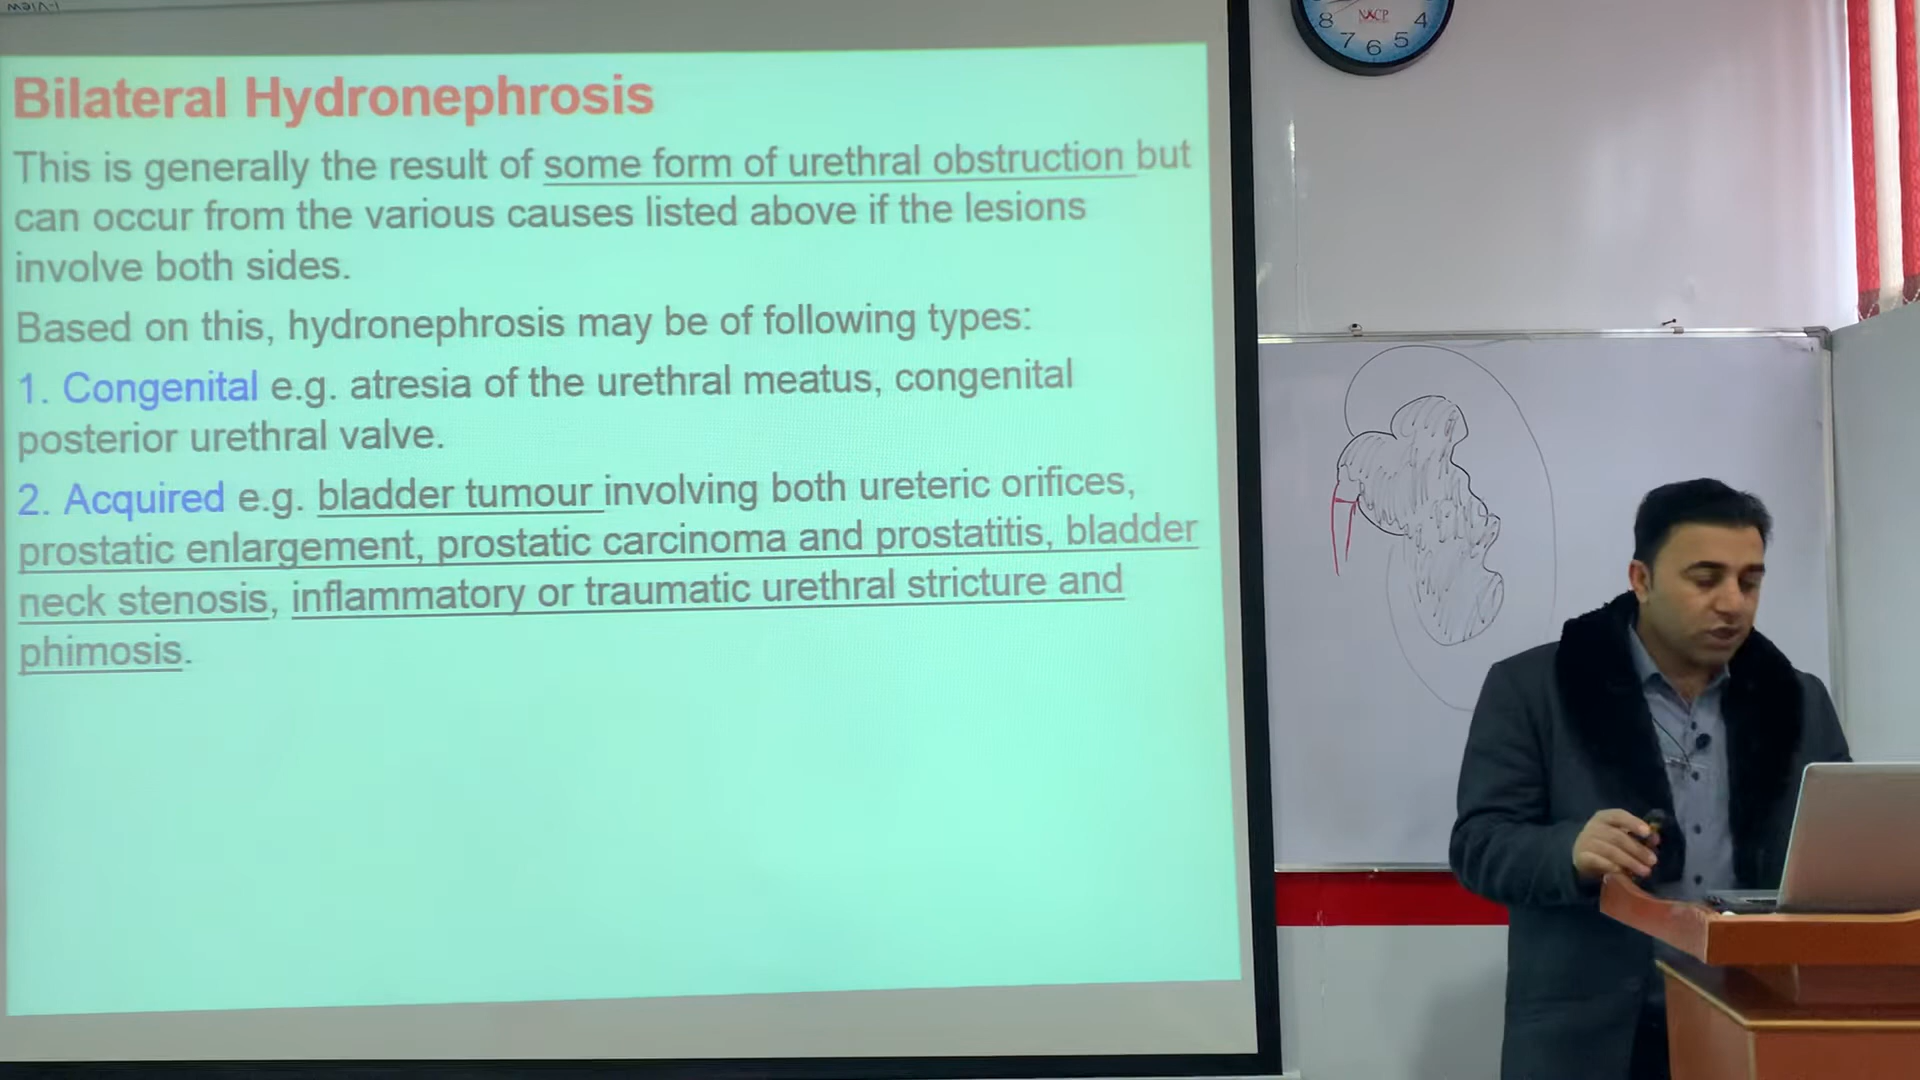 Bilateral Hydronephrosis
This is generally the result of some form of urethral obstruction but
can occur from the various causes listed above if the lesions
involve both sides.
Based on this, hydronephrosis may be of following types:
1. Congenital e.g. atresia of the urethral meatus, congenital
posterior urethral valve.
2. Acquired e.g. bladder tumour involving both ureteric orifices,
prostatic enlargement, prostatic carcinoma and prostatitis, bladder
neck stenosis, inflammatory or traumatic urethral stricture and
phimosis.
8 4
7 6 5